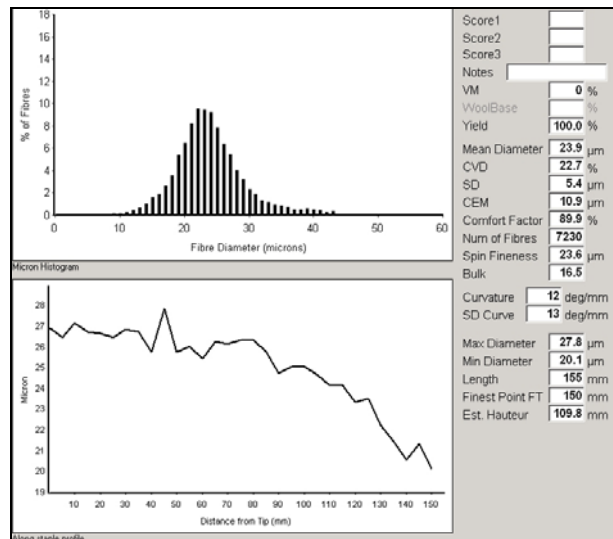 18
16
14
12
10
8
6
4
2
0
% of Fibres
0 10 20 30 40 50 60
Fibre Diameter (microns)
Micron Histogram
28
27
26
25
24
23
22
21
20
19
Micron
10 20 30 40 50 60 70 80 90 100 110 120 130 140 150
Distance from Tip (mm)
Along staple profile
Score1
Score2
Score3
Notes
VM 0 %
WoolBase %
Yield 100.0 %
Mean Diameter 23.9 µm
CVD 22.7 %
SD 5.4 µm
CEM 10.9 µm
Comfort Factor 89.9 %
Num of Fibres 7230
Spin Fineness 23.6 µm
Bulk 16.5
Curvature 12 deg/mm
SD Curve 13 deg/mm
Max Diameter 27.8 µm
Min Diameter 20.1 µm
Length 155 mm
Finest Point FT 150 mm
Est. Hauteur 109.8 mm